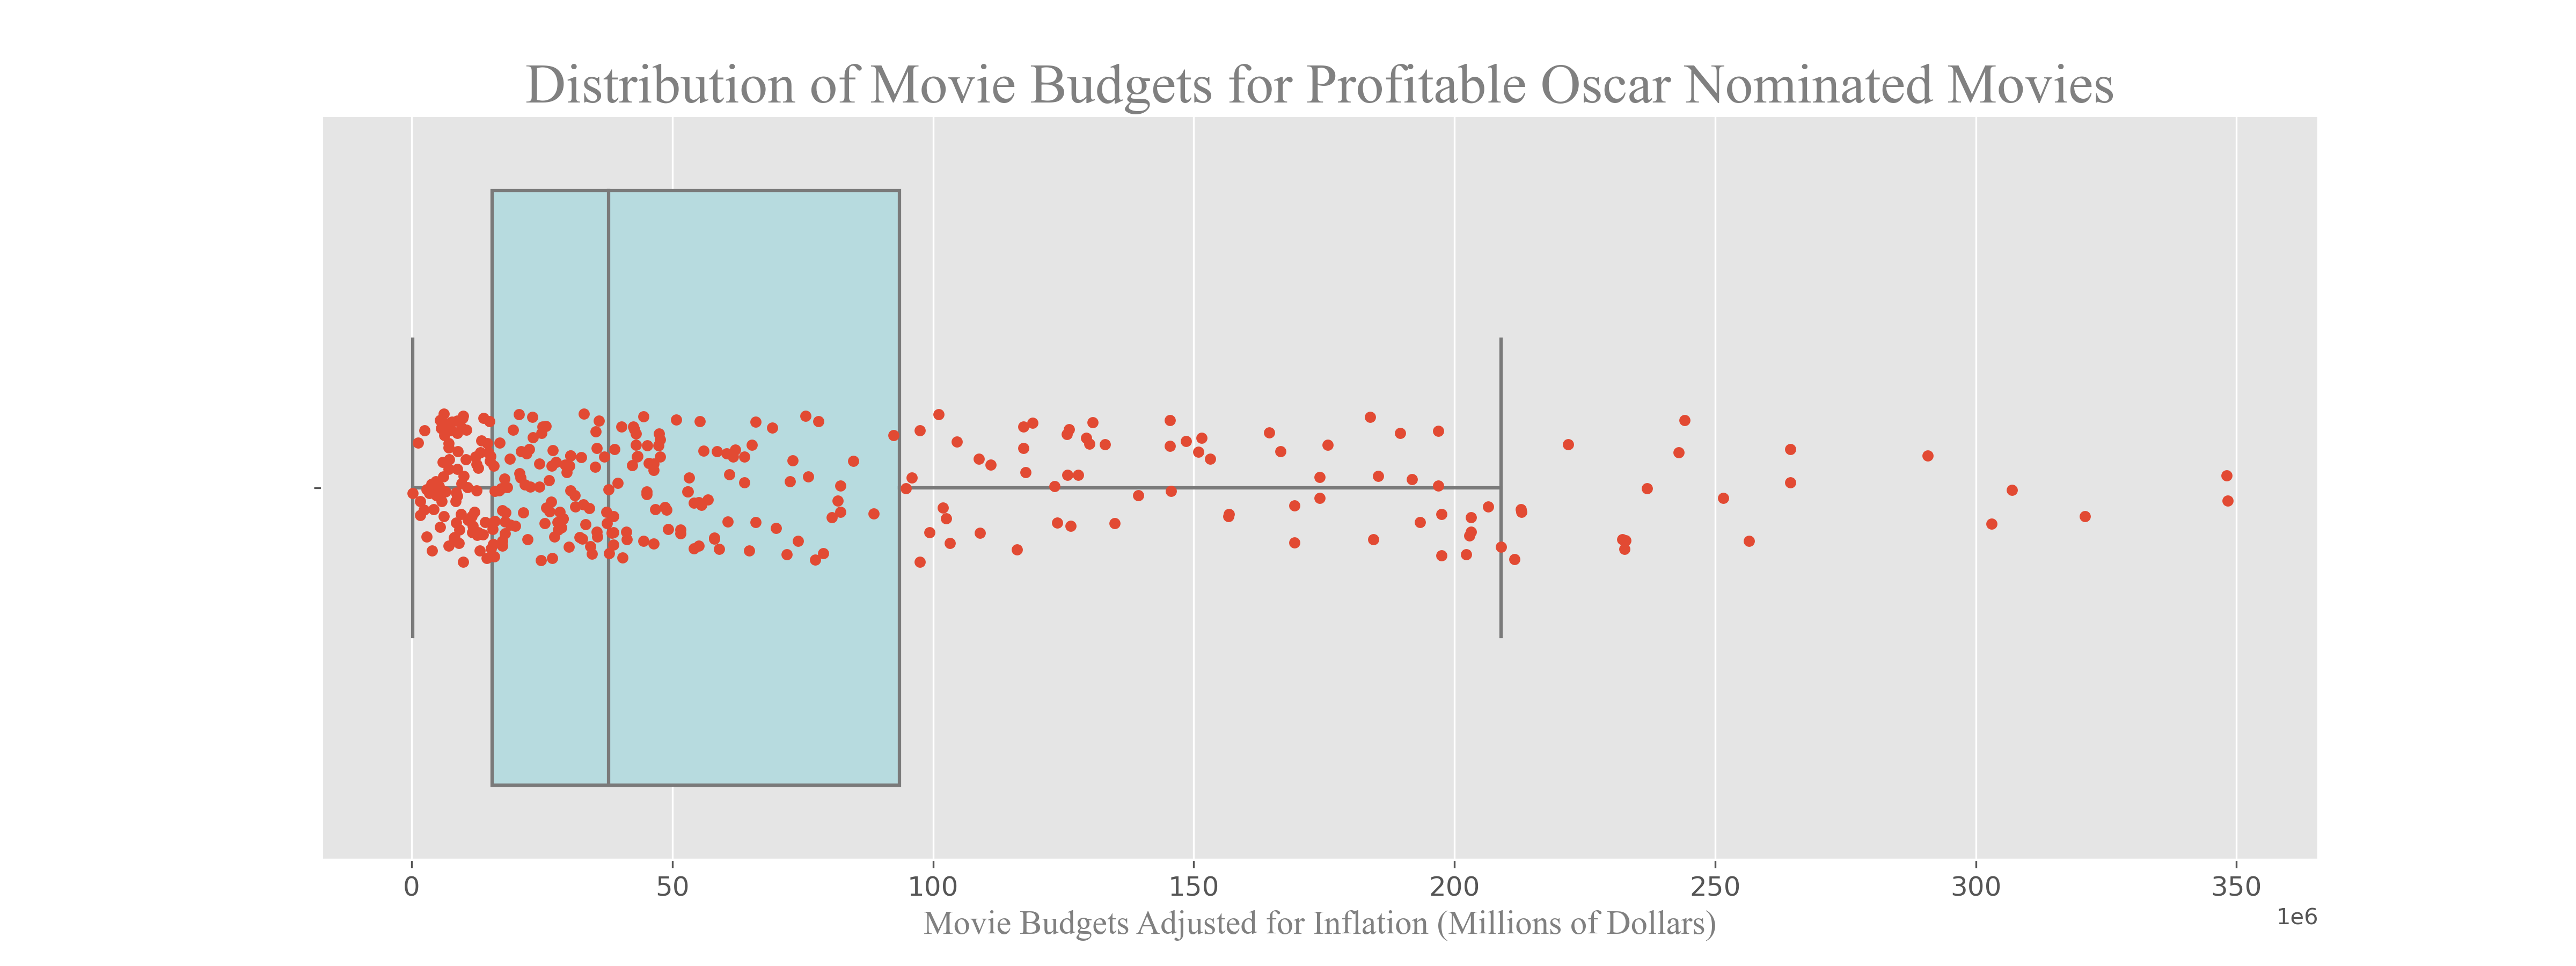 Distribution of Movie Budgets for Profitable Oscar Nominated Movies
0 50 100 150 200 250 300 350
1e6
Movie Budgets Adjusted for Inflation (Millions of Dollars)